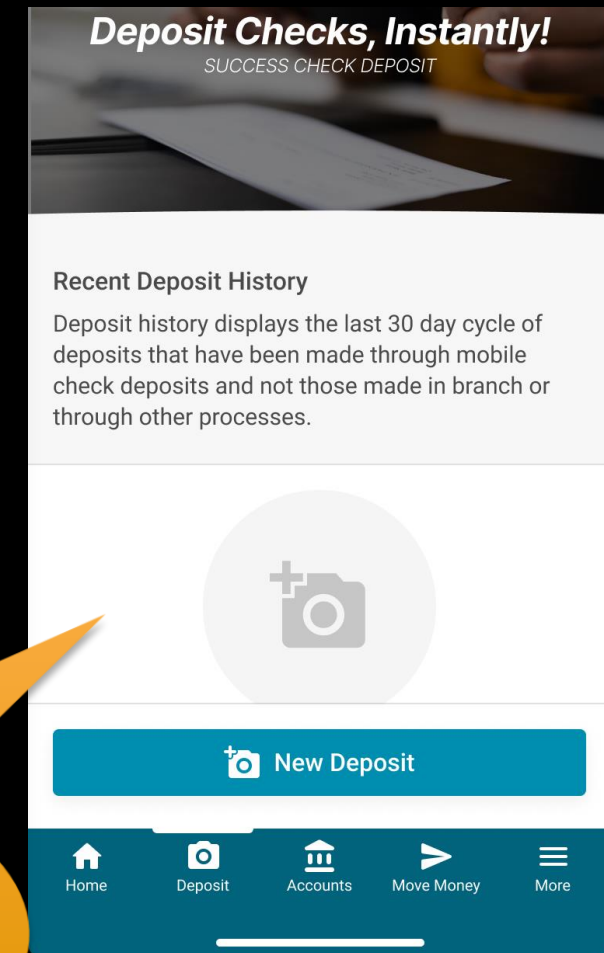 Deposit Checks, Instantly!
SUCCESS CHECK DEPOSIT
Recent Deposit History
Deposit history displays the last 30 day cycle of
deposits that have been made through mobile
check deposits and not those made in branch or
through other processes.
New Deposit
Home Deposit Accounts Move Money More